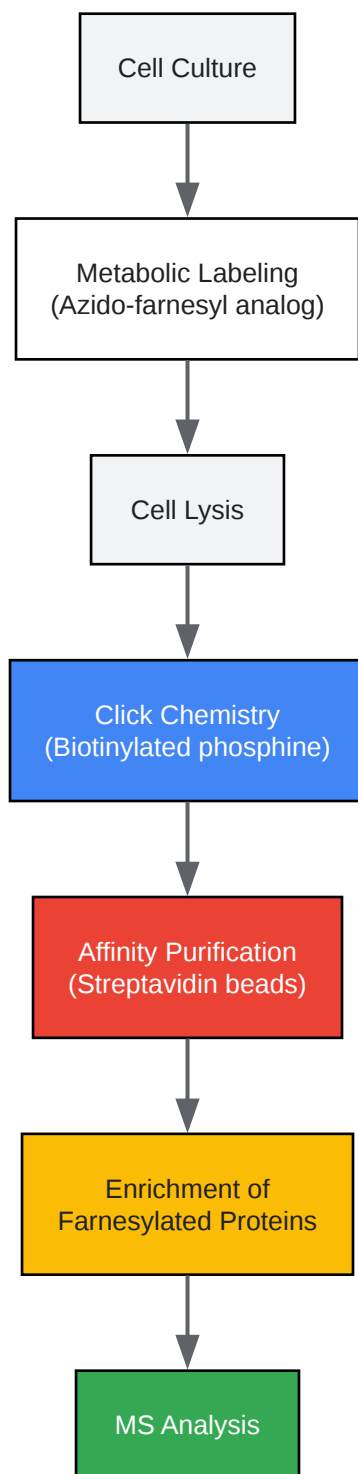 Cell Culture
Metabolic Labeling
(Azido-farnesyl analog)
Cell Lysis
Click Chemistry
(Biotinylated phosphine)
Affinity Purification
(Streptavidin beads)
Enrichment of
Farnesylated Proteins
MS Analysis